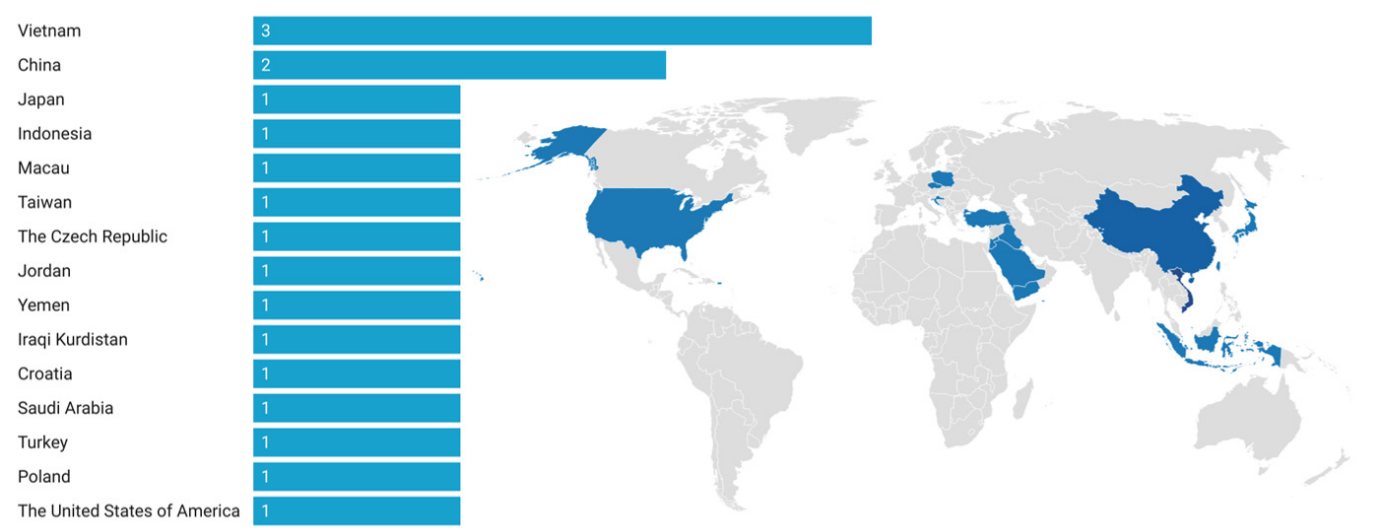 Vietnam 3
China 2
Japan 1
Indonesia 1
Macau 1
Taiwan 1
The Czech Republic 1
Jordan 1
Yemen 1
Iraqi Kurdistan 1
Croatia 1
Saudi Arabia 1
Turkey 1
Poland 1
The United States of America 1